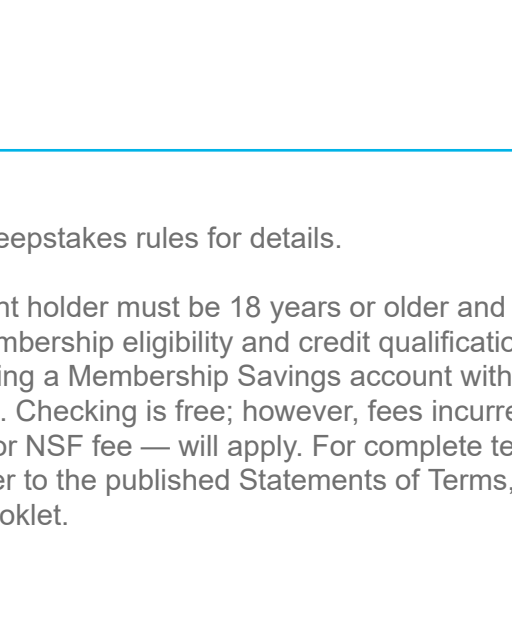 eepstakes rules for details.
nt holder must be 18 years or older and
mbership eligibility and credit qualificatio
ing a Membership Savings account with
. Checking is free; however, fees incurre
or NSF fee — will apply. For complete te
er to the published Statements of Terms,
oklet.